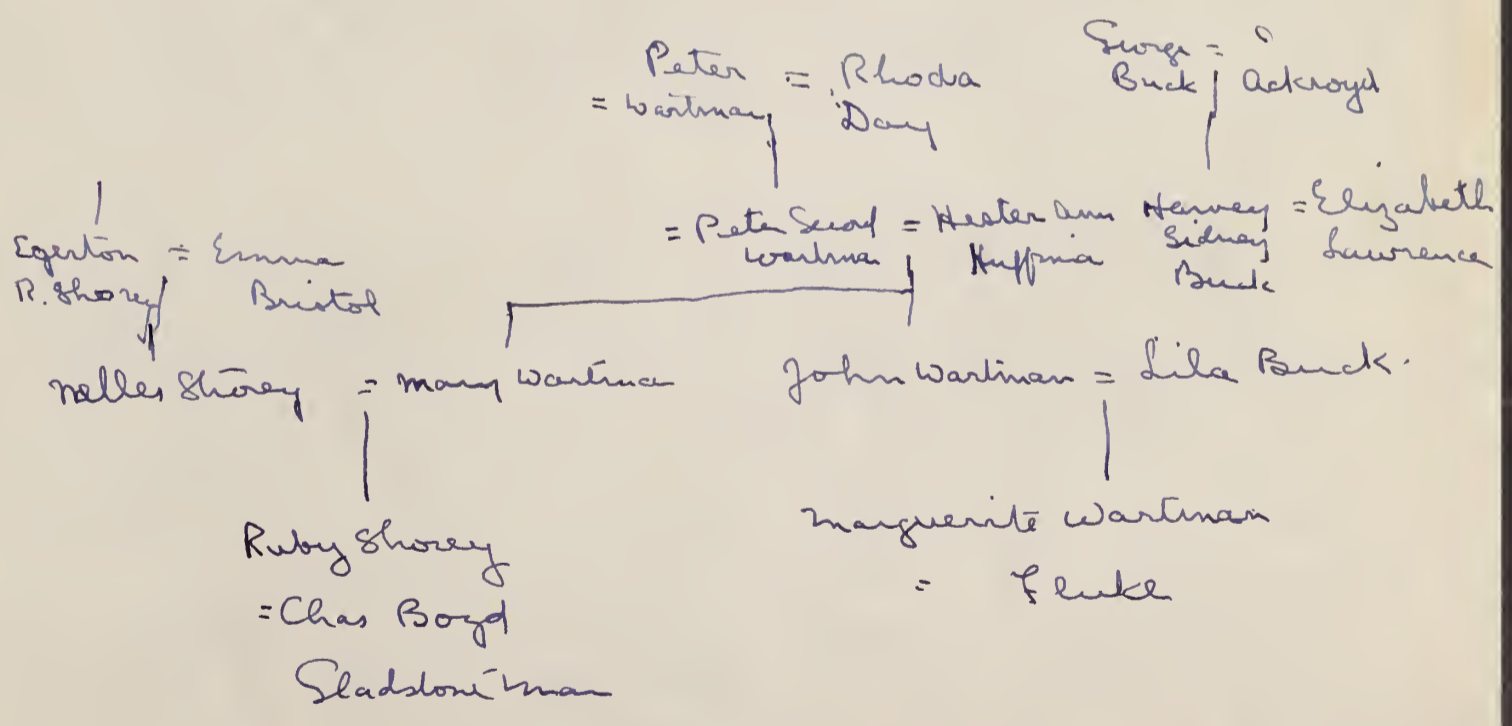 Peter = Rhoda
= Wartman Day
George =
Buck Ackroyd
= Peter Secord = Hester Ann
Wartman Huffman
Harvey = Elizabeth
Sidney Lawrence
Buck
Egerton = Emma
R. Shorey Bristol
Nelles Shorey = Mary Wartman
John Wartman = Lila Buck.
Ruby Shorey
= Chas Boyd
Gladstone Man
Marguerite Wartman
= Fluke